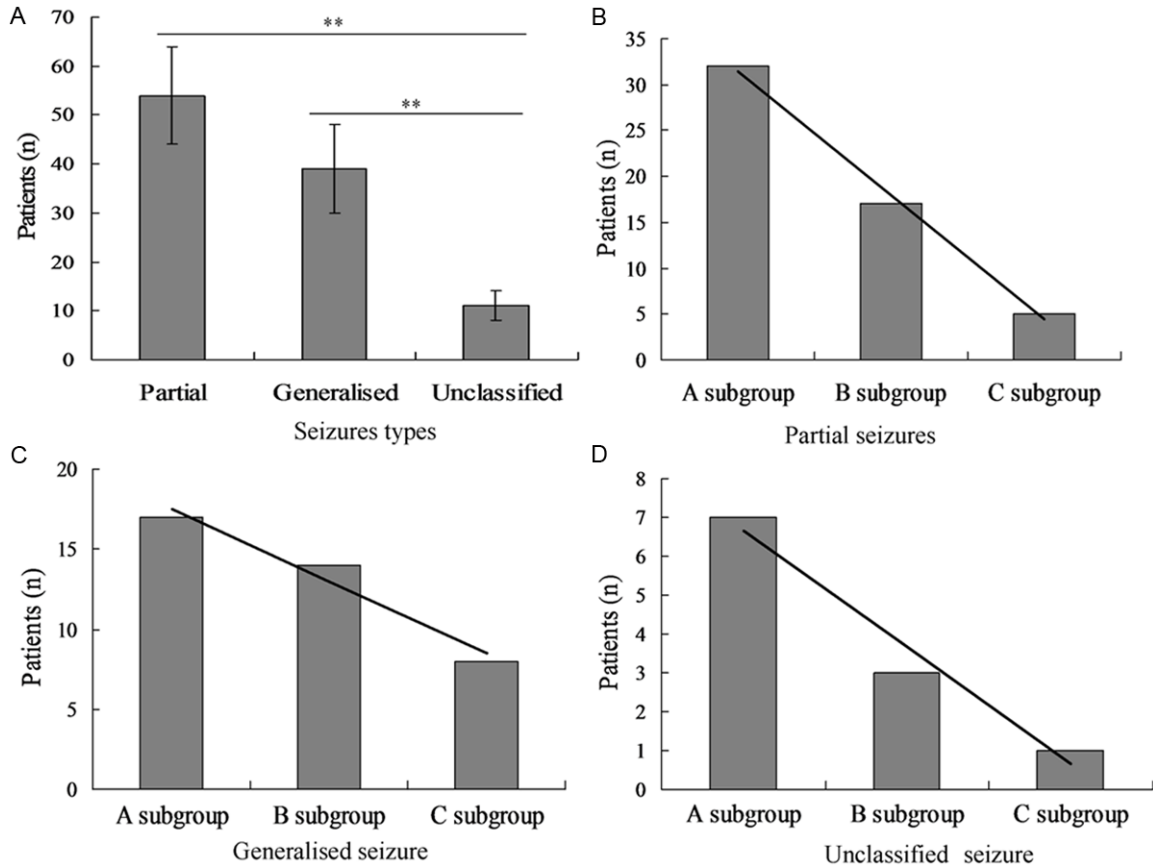 A
Patients (n)
70
60
50
40
30
20
10
0
**
**
Partial Generalised Unclassified
Seizures types
B
Patients (n)
35
30
25
20
15
10
5
0
A subgroup B subgroup C subgroup
Partial seizures
C
Patients (n)
20
15
10
5
0
A subgroup B subgroup C subgroup
Generalised seizure
D
Patients (n)
8
7
6
5
4
3
2
1
0
A subgroup B subgroup C subgroup
Unclassified seizure